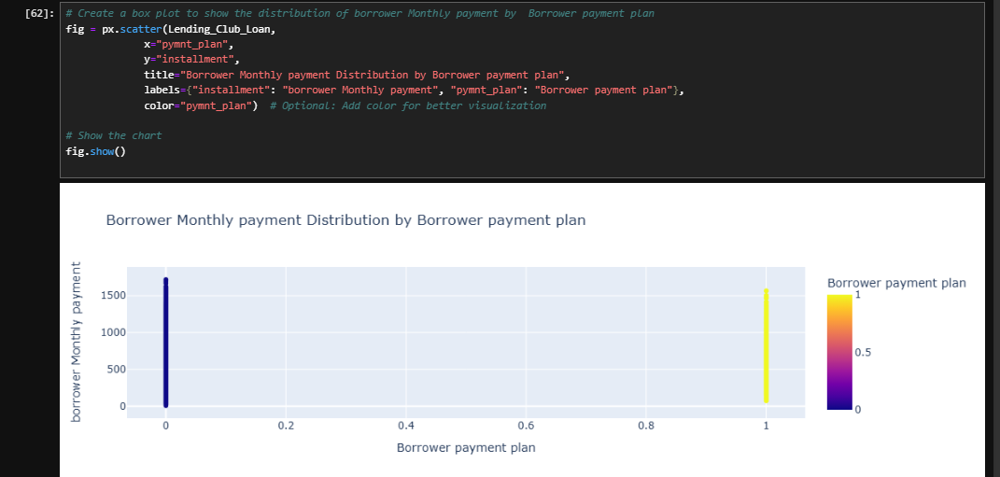 [62]: # Create a box plot to show the distribution of borrower Monthly payment by  Borrower payment plan
fig = px.scatter(Lending_Club_Loan,
x="pymnt_plan",
y="installment",
title="Borrower Monthly payment Distribution by Borrower payment plan",
labels={"installment": "borrower Monthly payment", "pymnt_plan": "Borrower payment plan"},
color="pymnt_plan")  # Optional: Add color for better visualization
# Show the chart
fig.show()
Borrower Monthly payment Distribution by Borrower payment plan
borrower Monthly payment
1500
1000
500
0
0 0.2 0.4 0.6 0.8 1
Borrower payment plan
Borrower payment plan
1
0.5
0